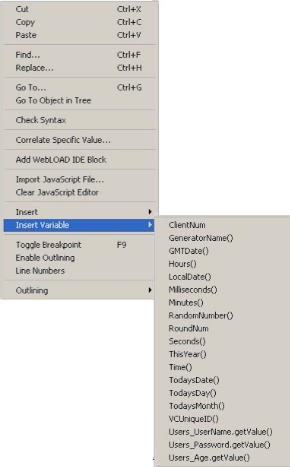 Cut Ctrl+X
Copy Ctrl+C
Paste Ctrl+V
Find... Ctrl+F
Replace... Ctrl+H
Go To... Ctrl+G
Go To Object in Tree
Check Syntax
Correlate Specific Value...
Add WebLOAD IDE Block
Import JavaScript File...
Clear JavaScript Editor
Insert
Insert Variable
Toggle Breakpoint F9
Enable Outlining
Line Numbers
Outlining
ClientNum
GeneratorName()
GMTDate()
Hours()
LocalDate()
Milliseconds()
Minutes()
RandomNumber()
RoundNum
Seconds()
ThisYear()
Time()
TodaysDate()
TodaysDay()
TodaysMonth()
VCUniqueID()
Users_UserName.getValue()
Users_Password.getValue()
Users_Age.getValue()